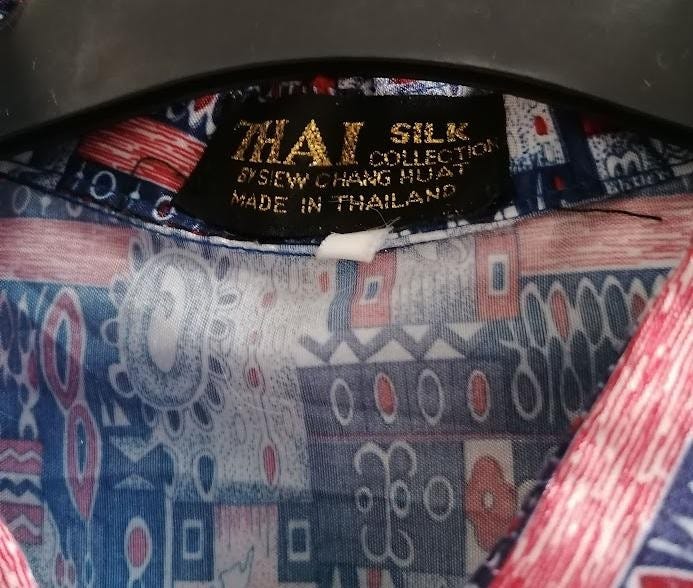 THAI SILK
COLLECTION
BY SIEW CHANG HUAT
MADE IN THAILAND